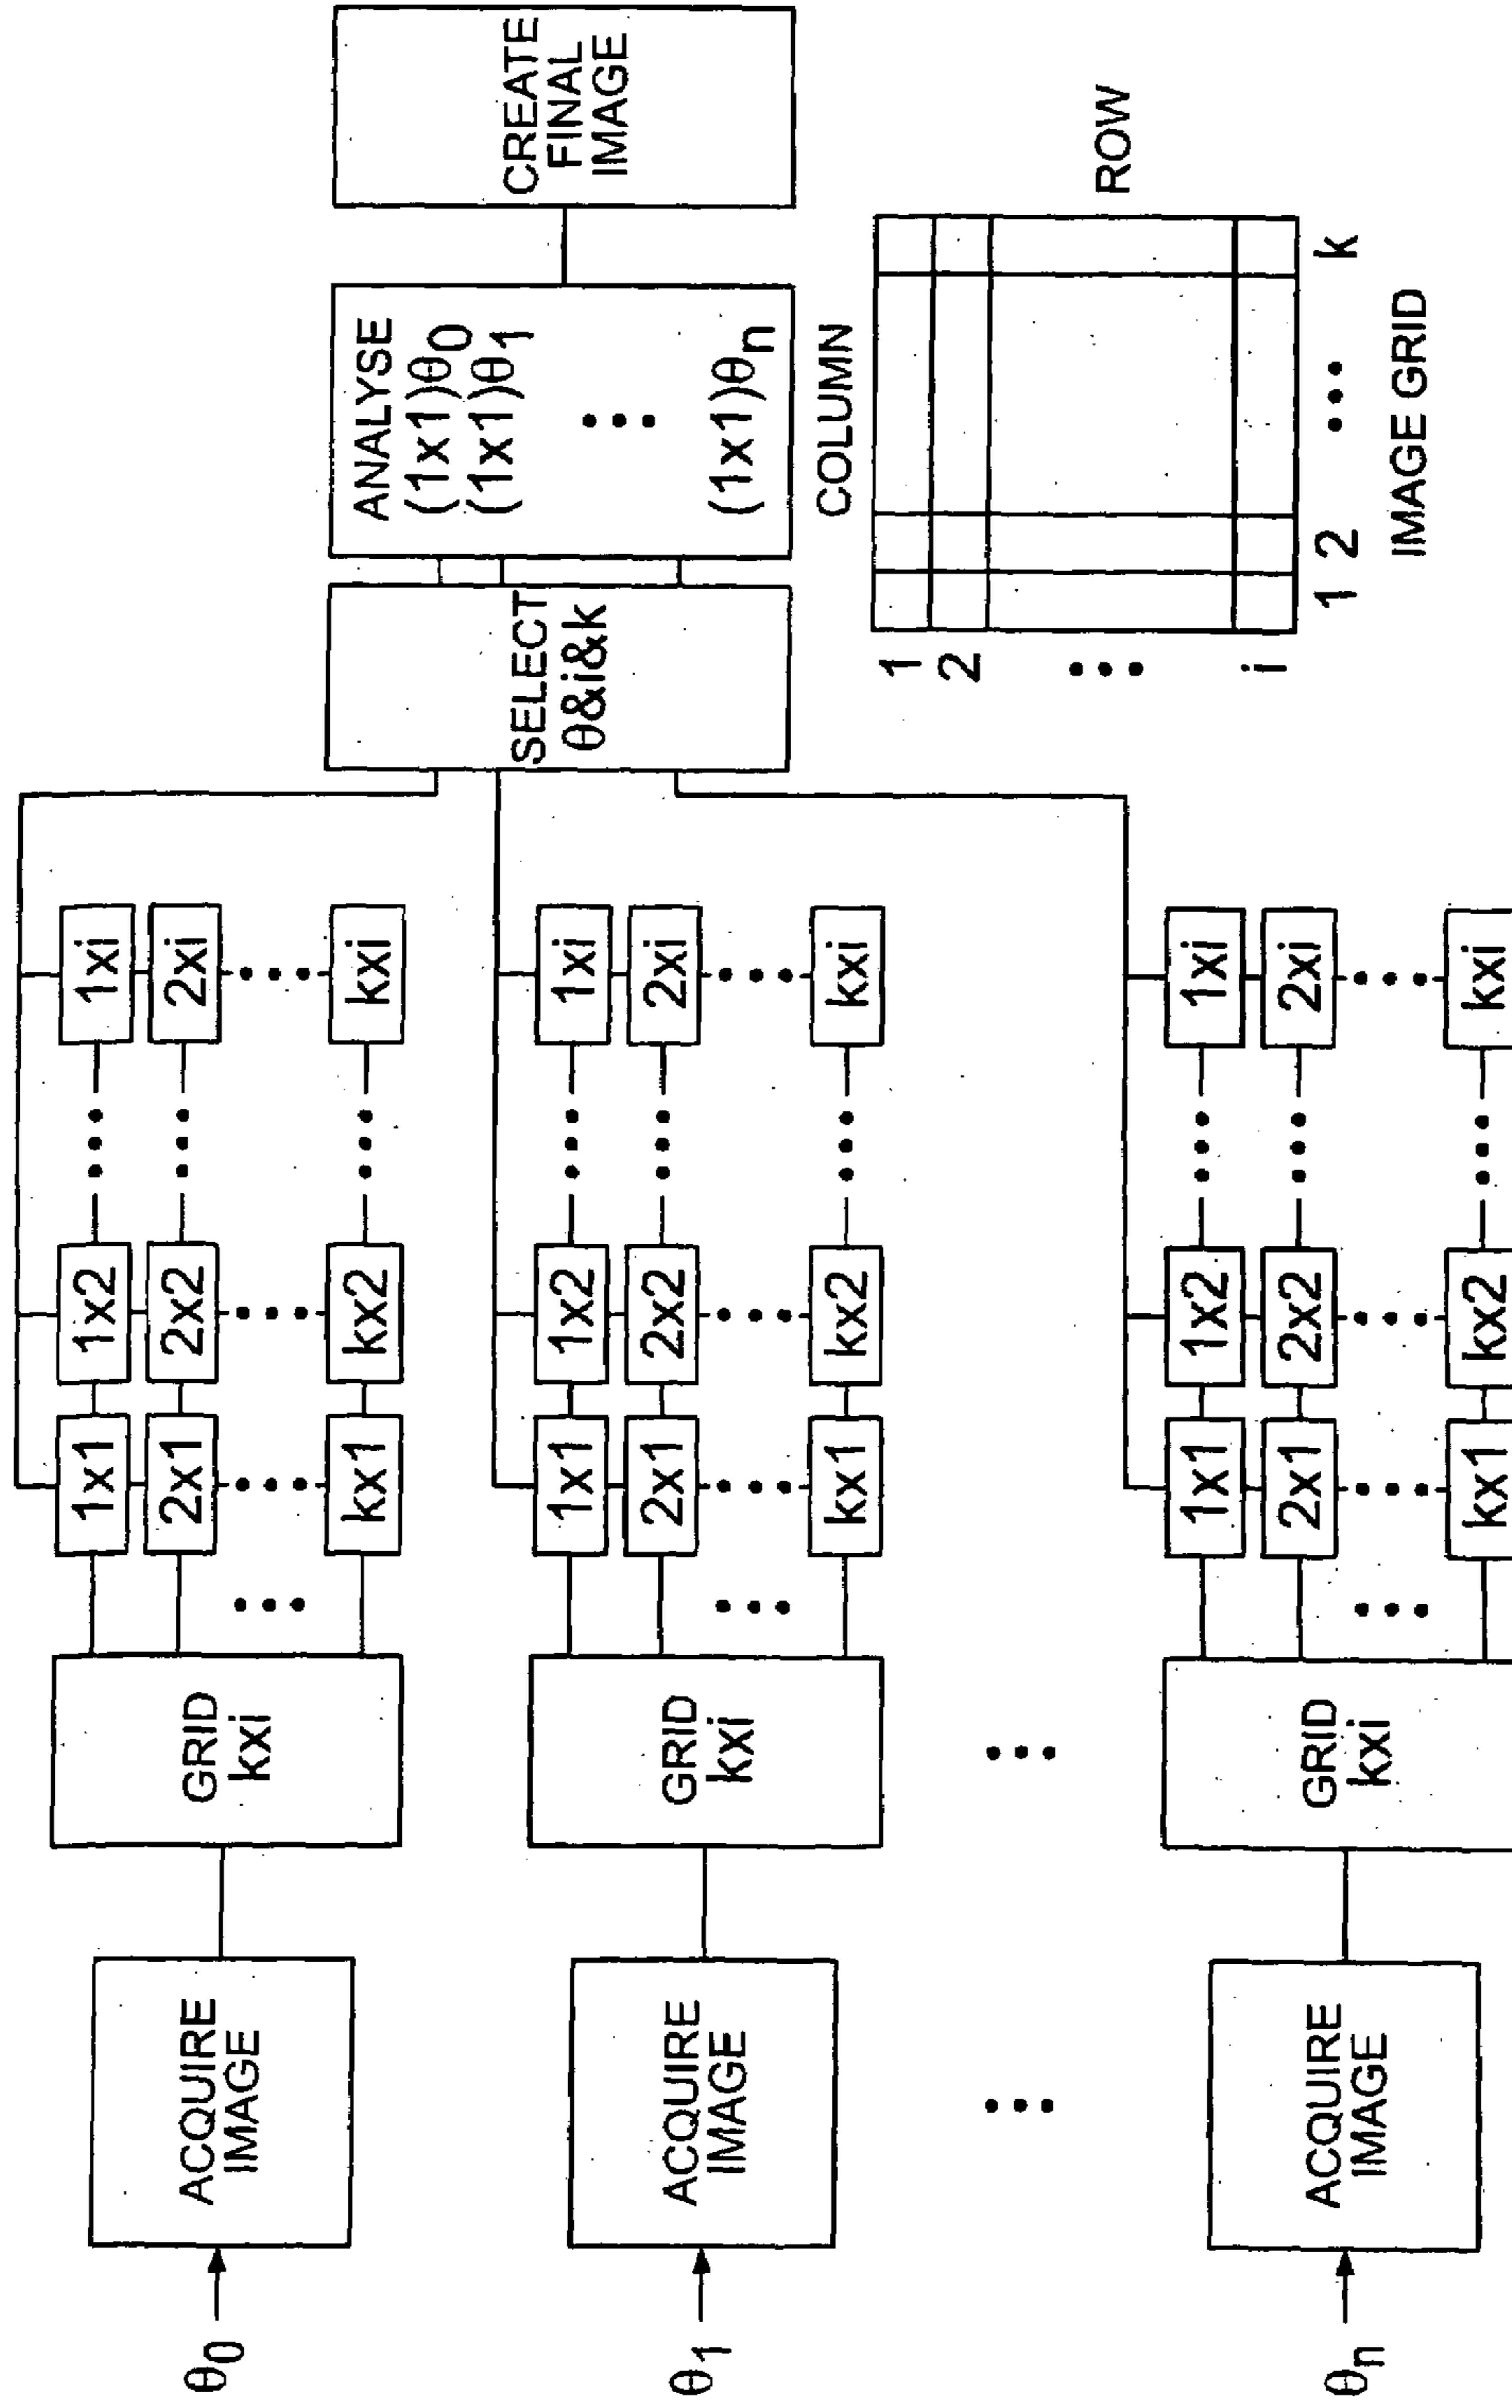 θ0
ACQUIRE
IMAGE
GRID
kxi
1x1
1x2
•••
1xi
2x1
2x2
•••
2xi
•••
•••
•••
•••
kx1
kx2
•••
kxi
θ1
ACQUIRE
IMAGE
GRID
kxi
1x1
1x2
•••
1xi
2x1
2x2
•••
2xi
•••
•••
•••
•••
kx1
kx2
•••
kxi
•••
•••
θn
ACQUIRE
IMAGE
GRID
kxi
1x1
1x2
•••
1xi
2x1
2x2
•••
2xi
•••
•••
•••
•••
kx1
kx2
•••
kxi
SELECT
θ&i&k
ANALYSE
(1x1)θ0
(1x1)θ1
•••
(1x1)θn
CREATE
FINAL
IMAGE
COLUMN
1
2
•••
i
ROW
1 2 ••• k
IMAGE GRID